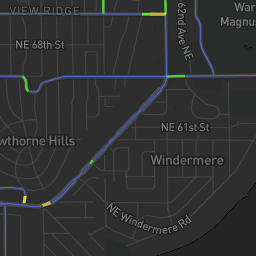 VIEW RIDGE
62nd Ave NE
War
Magnus
NE 68th St
NE 61st St
wthorne Hills
Windermere
NE Windermere Rd